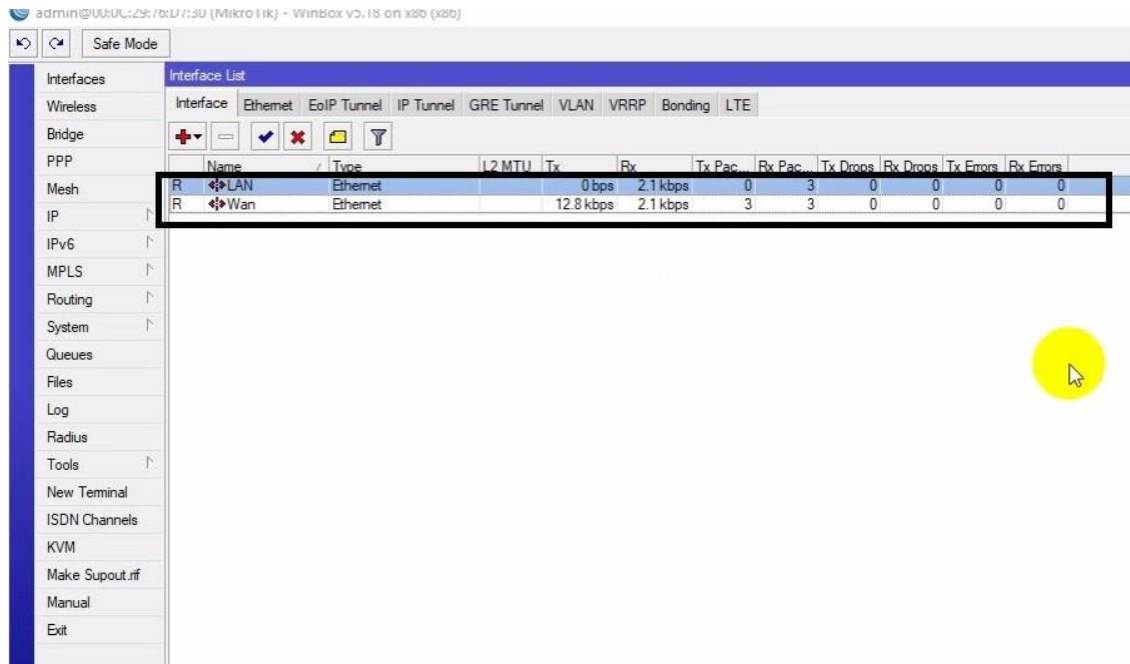 admin@00:0C:29:76:D7:30 (MikroTik) - WinBox v5.18 on x86 (x86)
Safe Mode
Interfaces
Wireless
Bridge
PPP
Mesh
IP
IPv6
MPLS
Routing
System
Queues
Files
Log
Radius
Tools
New Terminal
ISDN Channels
KVM
Make Supout.rif
Manual
Exit
Interface List
Interface Ethernet EoIP Tunnel IP Tunnel GRE Tunnel VLAN VRRP Bonding LTE
Name / Type L2 MTU Tx Rx Tx Pac... Rx Pac... Tx Drops Rx Drops Tx Errors Rx Errors
R LAN Ethernet 0 bps 2.1 kbps 0 3 0 0 0 0
R Wan Ethernet 12.8 kbps 2.1 kbps 3 3 0 0 0 0